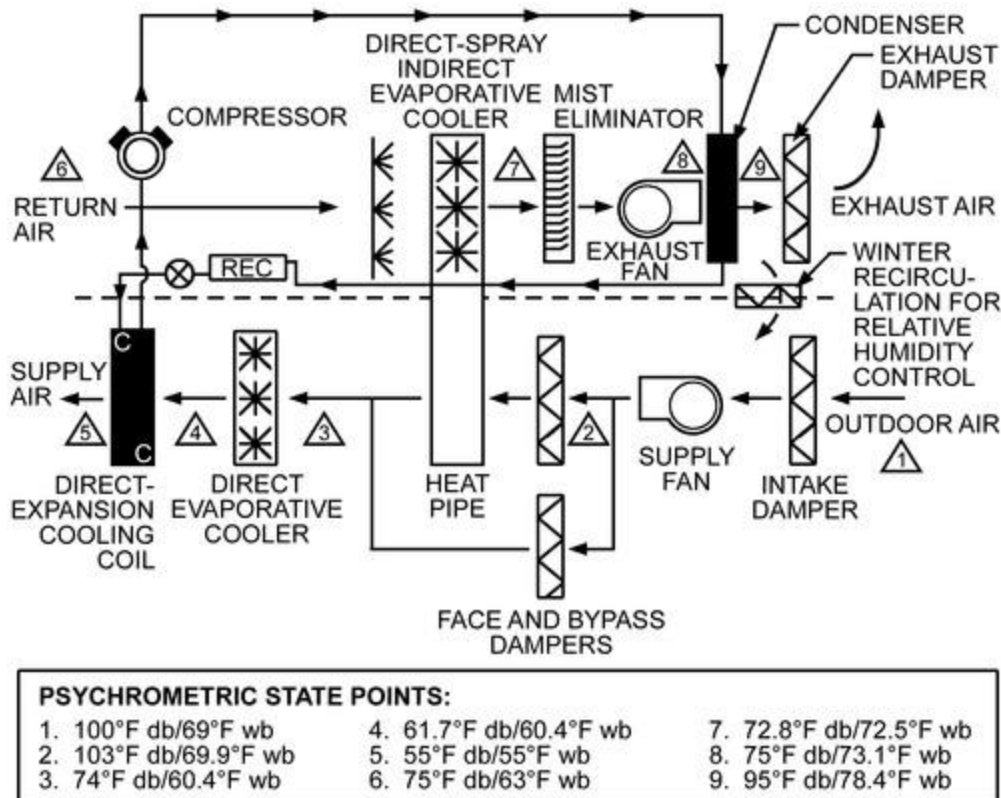 DIRECT-SPRAY
INDIRECT
EVAPORATIVE
COOLER
MIST
ELIMINATOR
CONDENSER
EXHAUST
DAMPER
COMPRESSOR
6
7
8
9
RETURN
AIR
EXHAUST AIR
EXHAUST
FAN
REC
WINTER
RECIRCU-
LATION FOR
RELATIVE
HUMIDITY
CONTROL
C
C
SUPPLY
AIR
5
4
3
2
1
OUTDOOR AIR
DIRECT-
EXPANSION
COOLING
COIL
DIRECT
EVAPORATIVE
COOLER
HEAT
PIPE
SUPPLY
FAN
INTAKE
DAMPER
FACE AND BYPASS
DAMPERS
PSYCHROMETRIC STATE POINTS:
1. 100°F db/69°F wb 4. 61.7°F db/60.4°F wb 7. 72.8°F db/72.5°F wb
2. 103°F db/69.9°F wb 5. 55°F db/55°F wb 8. 75°F db/73.1°F wb
3. 74°F db/60.4°F wb 6. 75°F db/63°F wb 9. 95°F db/78.4°F wb